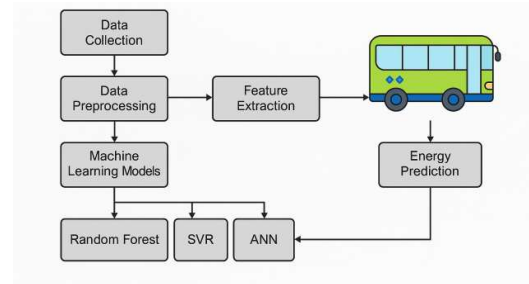 Data
Collection
Data
Preprocessing
Feature
Extraction
Machine
Learning Models
Energy
Prediction
Random Forest
SVR
ANN